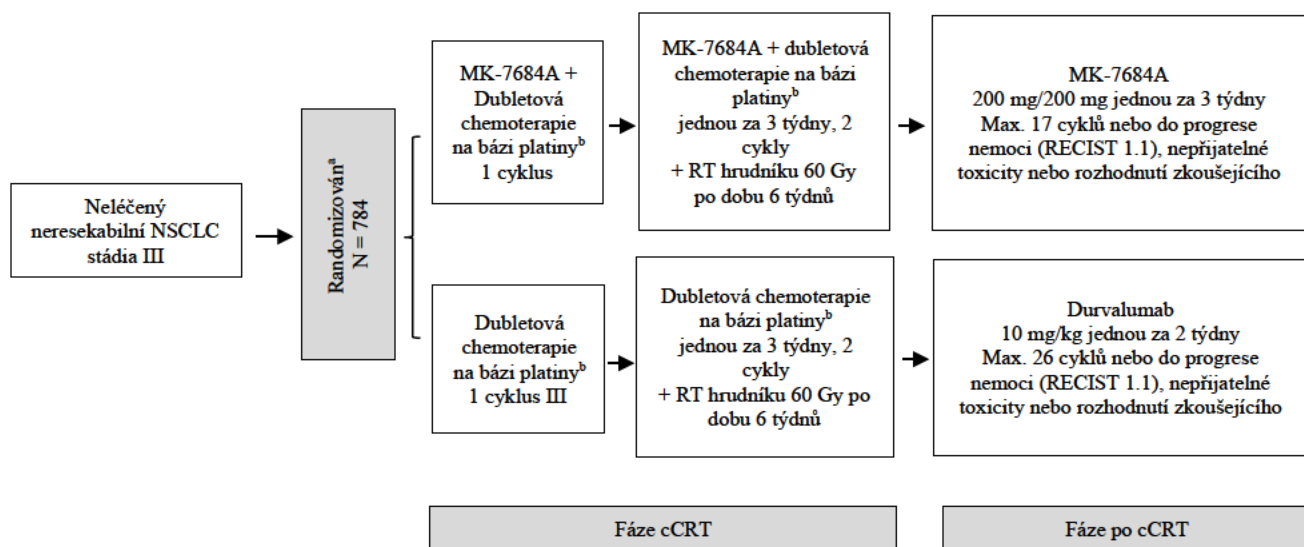 Neléčený
neresekabilní NSCLC
stádia III
Randomizovánᵃ
N = 784
MK-7684A +
Dubletová
chemoterapie
na bázi platinyᵇ
1 cyklus
MK-7684A + dubletová
chemoterapie na bázi
platinyᵇ
jednou za 3 týdny, 2
cykly
+ RT hrudníku 60 Gy
po dobu 6 týdnů
MK-7684A
200 mg/200 mg jednou za 3 týdny
Max. 17 cyklů nebo do progrese
nemoci (RECIST 1.1), nepřijatelné
toxicity nebo rozhodnutí zkoušejícího
Dubletová
chemoterapie
na bázi platinyᵇ
1 cyklus III
Dubletová chemoterapie
na bázi platinyᵇ
jednou za 3 týdny, 2
cykly
+ RT hrudníku 60 Gy po
dobu 6 týdnů
Durvalumab
10 mg/kg jednou za 2 týdny
Max. 26 cyklů nebo do progrese
nemoci (RECIST 1.1), nepřijatelné
toxicity nebo rozhodnutí zkoušejícího
Fáze cCRT
Fáze po cCRT